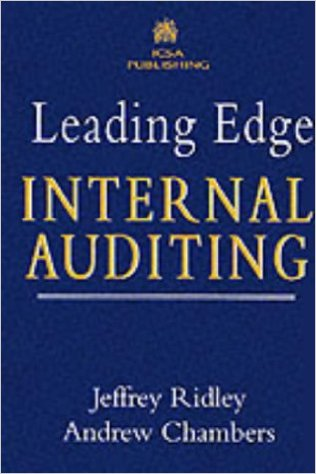 ICSA
PUBLISHING
Leading Edge
INTERNAL
AUDITING
Jeffrey Ridley
Andrew Chambers